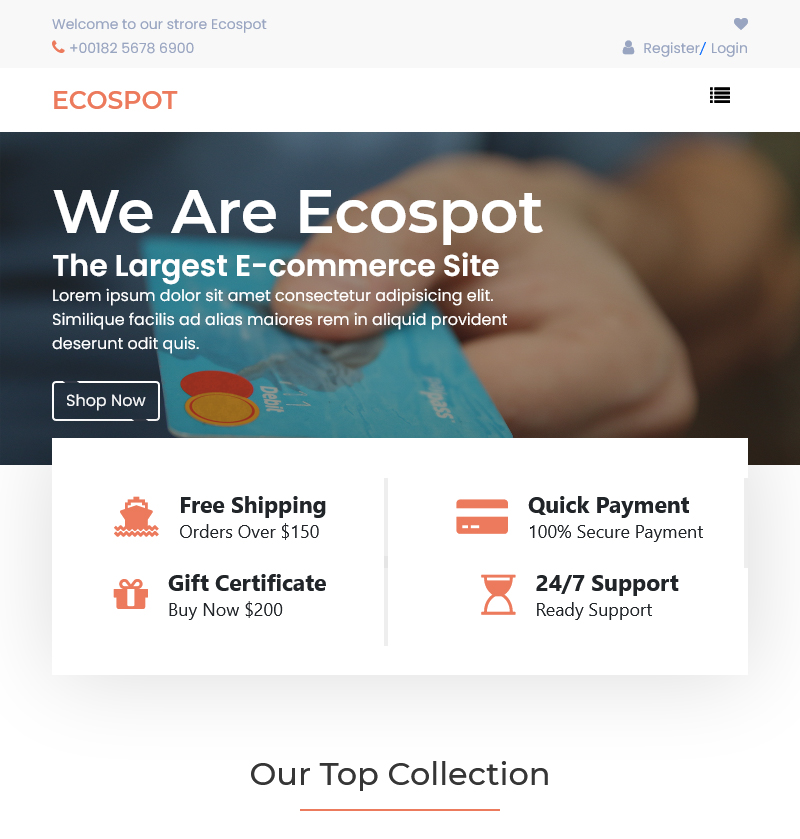 Welcome to our strore Ecospot
+00182 5678 6900
Register/ Login
ECOSPOT
We Are Ecospot
The Largest E-commerce Site
Lorem ipsum dolor sit amet consectetur adipisicing elit.
Similique facilis ad alias maiores rem in aliquid provident
deserunt odit quis.
Shop Now
Debit
Free Shipping
Orders Over $150
Quick Payment
100% Secure Payment
Gift Certificate
Buy Now $200
24/7 Support
Ready Support
Our Top Collection